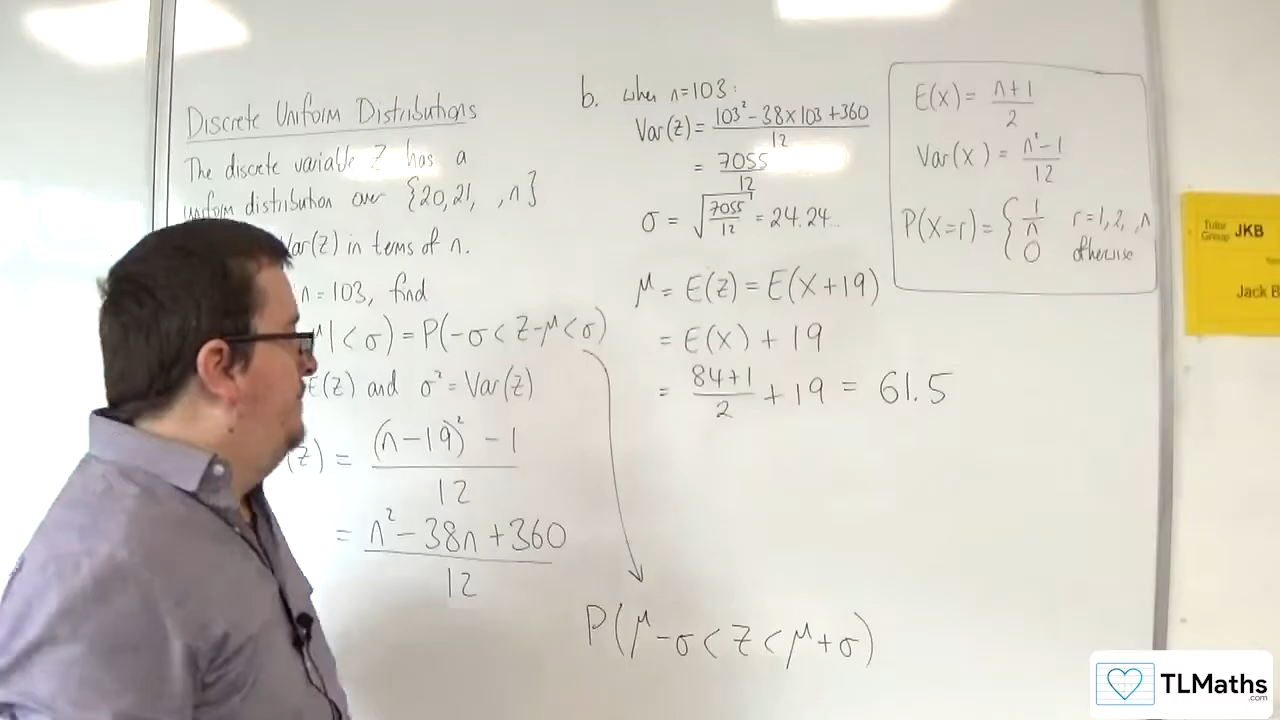 Discrete Uniform Distributions
The discrete variable Z has a
uniform distribution over {20,21, ,n}
Var(Z) in terms of n.
n = 103, find
μ| < σ) = P(-σ < Z-μ < σ)
E(Z) and σ² = Var(Z)
(Z) = (n-19)² - 1
12
= n² - 38n + 360
12
b. when n=103:
Var(Z) = 103² - 38×103 + 360
12
= 7055
12
σ = √7055/12 = 24.24...
μ = E(Z) = E(X+19)
= E(X) + 19
= 84+1/2 + 19 = 61.5
P(μ-σ < Z < μ+σ)
E(X) = n+1
2
Var(X) = n²-1
12
P(X=r) = { 1/n r=1,2, ,n
0 otherwise
Tutor
Group JKB
Jack B
TLMaths
.com